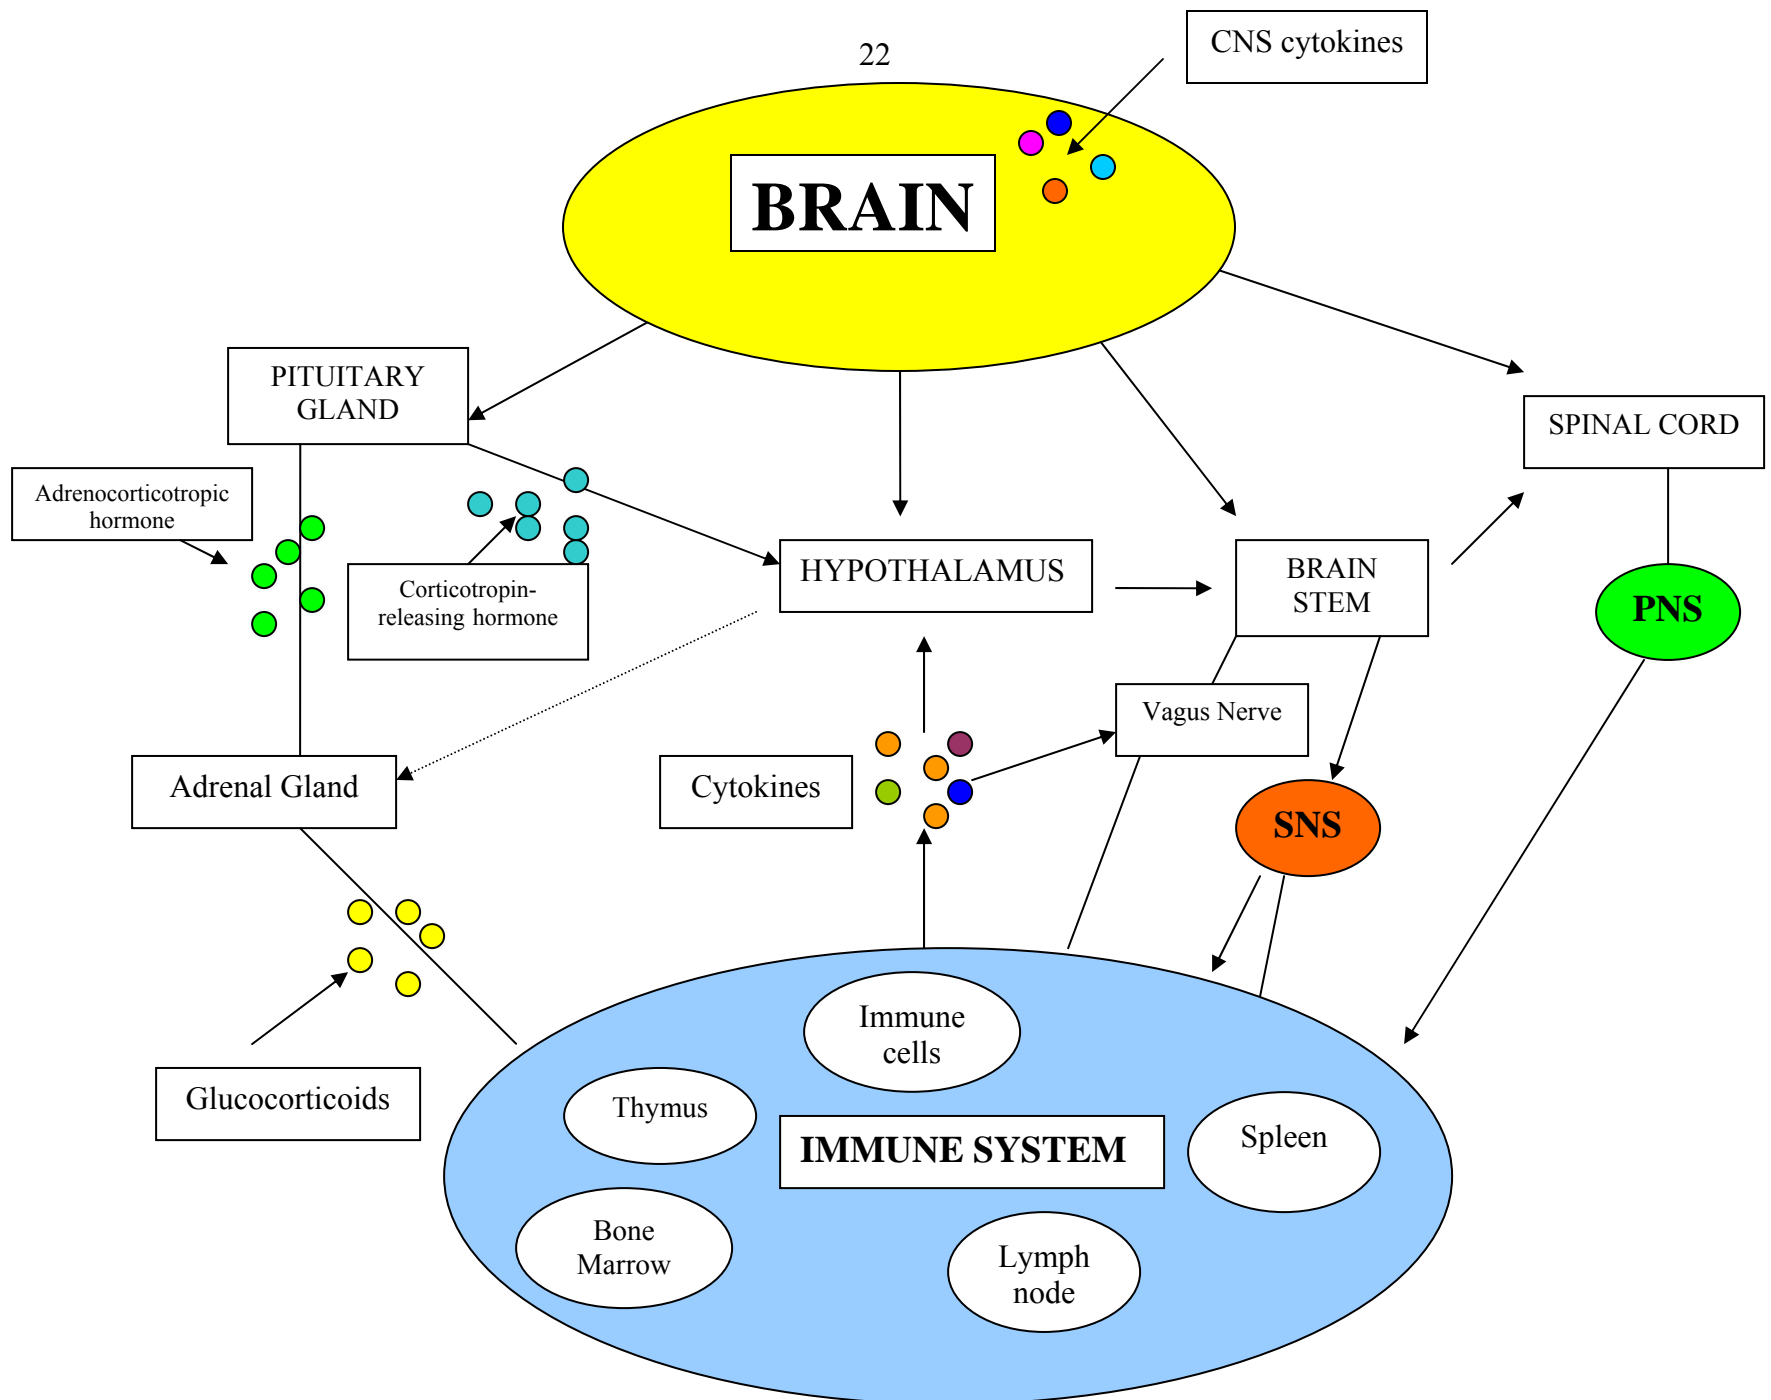 22
CNS cytokines
BRAIN
PITUITARY
GLAND
SPINAL CORD
Adrenocorticotropic
hormone
Corticotropin-
releasing hormone
HYPOTHALAMUS
BRAIN
STEM
PNS
Vagus Nerve
Adrenal Gland
Cytokines
SNS
Immune
cells
Glucocorticoids
Thymus
IMMUNE SYSTEM
Spleen
Bone
Marrow
Lymph
node